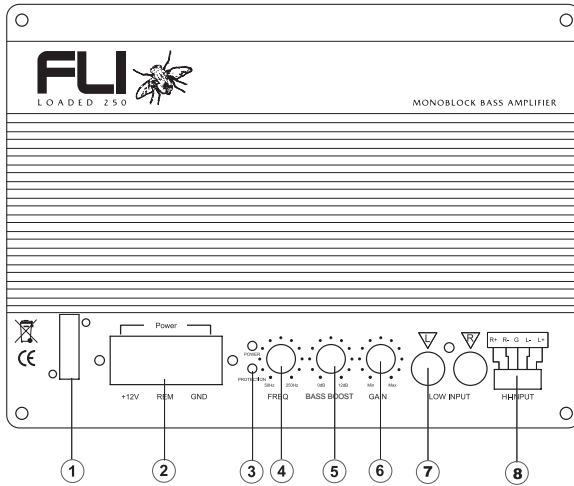 FLI
LOADED 250
MONOBLOCK BASS AMPLIFIER
Power
+12V REM GND
POWER
PROTECTION
50Hz 250Hz
FREQ
0dB 12dB
BASS BOOST
Min Max
GAIN
L R
LOW INPUT
R+ R- G L- L+
HI-INPUT
CE
1 2 3 4 5 6 7 8